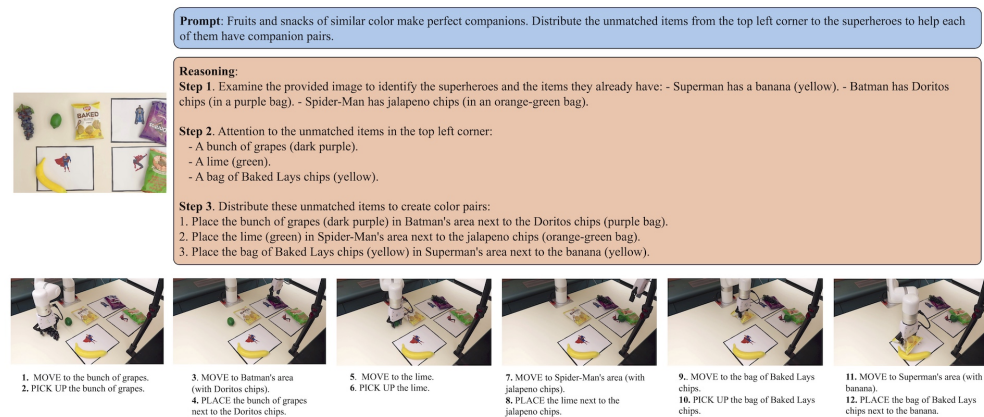 Prompt: Fruits and snacks of similar color make perfect companions. Distribute the unmatched items from the top left corner to the superheroes to help each
of them have companion pairs.
Reasoning:
Step 1. Examine the provided image to identify the superheroes and the items they already have: - Superman has a banana (yellow). - Batman has Doritos
chips (in a purple bag). - Spider-Man has jalapeno chips (in an orange-green bag).
Step 2. Attention to the unmatched items in the top left corner:
- A bunch of grapes (dark purple).
- A lime (green).
- A bag of Baked Lays chips (yellow).
Step 3. Distribute these unmatched items to create color pairs:
1. Place the bunch of grapes (dark purple) in Batman's area next to the Doritos chips (purple bag).
2. Place the lime (green) in Spider-Man's area next to the jalapeno chips (orange-green bag).
3. Place the bag of Baked Lays chips (yellow) in Superman's area next to the banana (yellow).
BAKED
1. MOVE to the bunch of grapes.
2. PICK UP the bunch of grapes.
3. MOVE to Batman's area
(with Doritos chips).
4. PLACE the bunch of grapes
next to the Doritos chips.
5. MOVE to the lime.
6. PICK UP the lime.
7. MOVE to Spider-Man's area (with
jalapeno chips).
8. PLACE the lime next to the
jalapeno chips.
9. MOVE to the bag of Baked Lays
chips.
10. PICK UP the bag of Baked Lays
chips.
11. MOVE to Superman's area (with
banana).
12. PLACE the bag of Baked Lays
chips next to the banana.